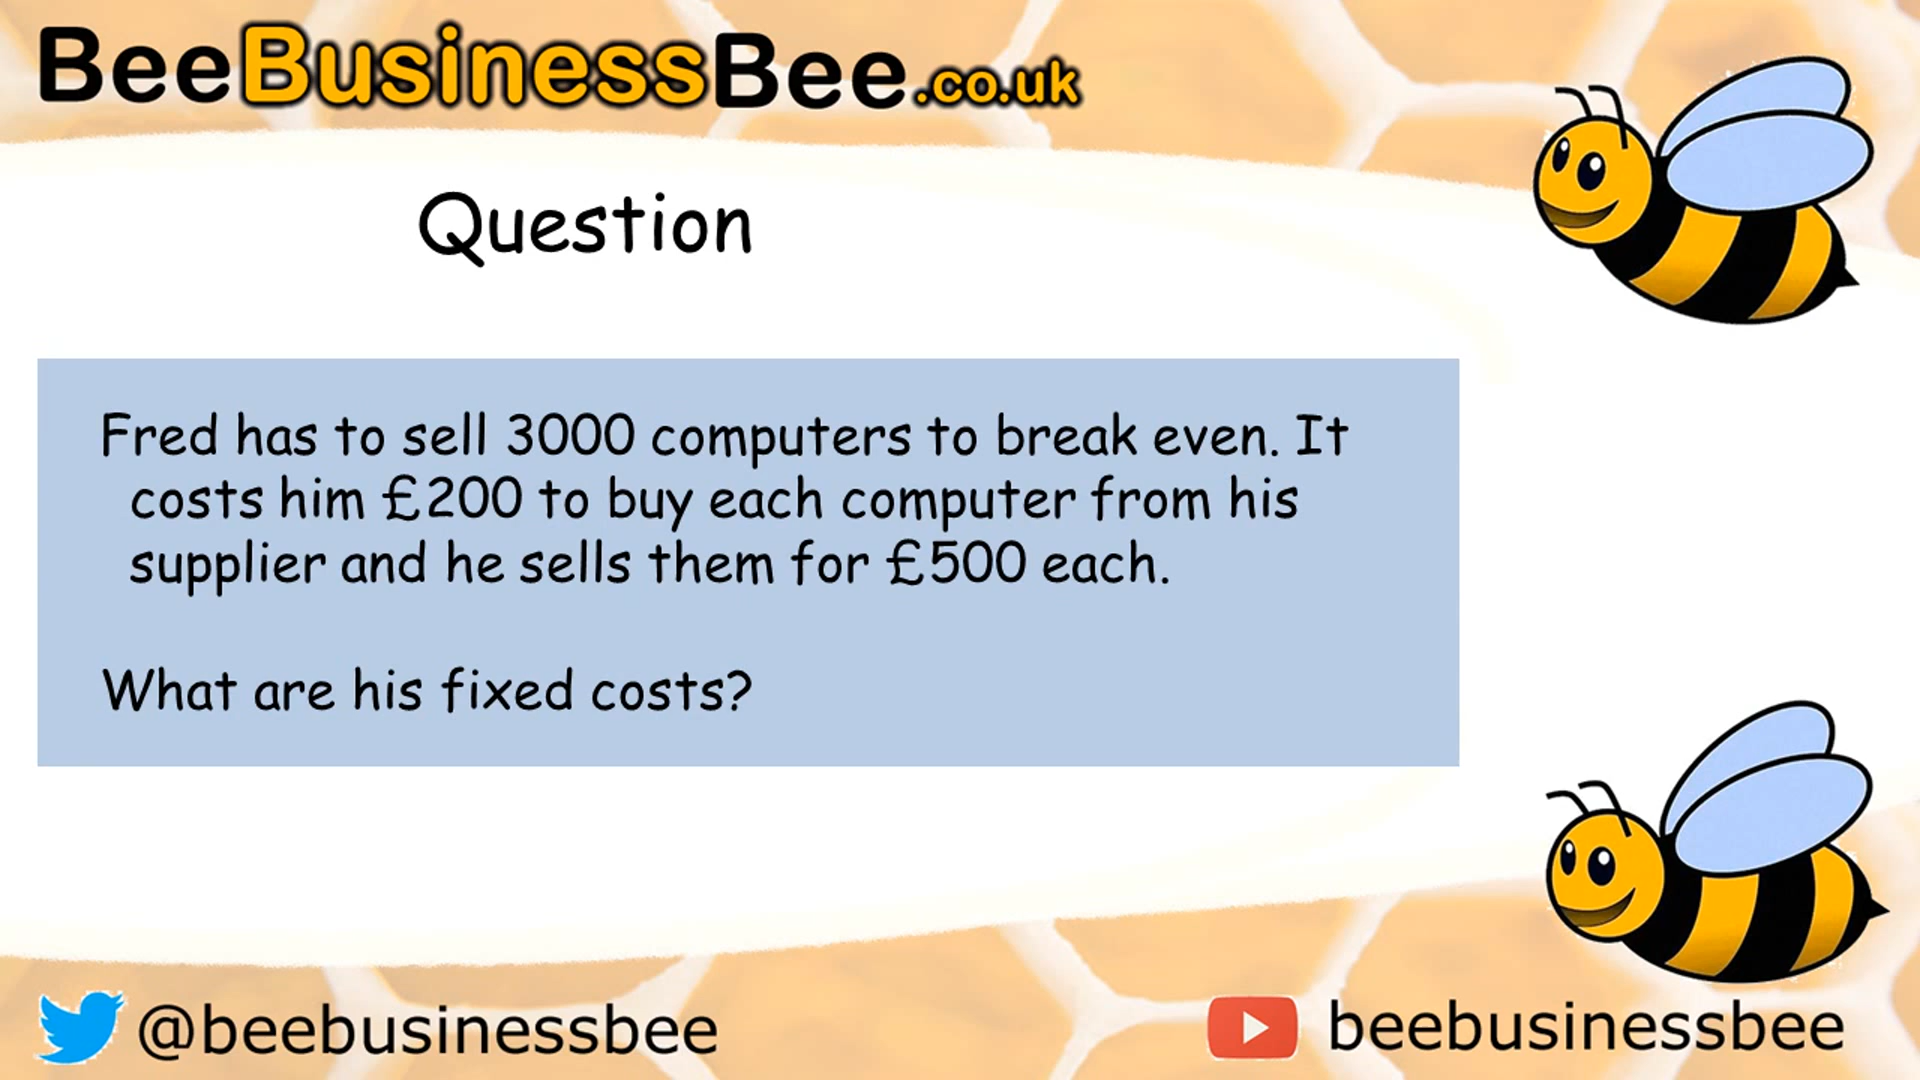 BeeBusinessBee.co.uk
Question
Fred has to sell 3000 computers to break even. It
costs him £200 to buy each computer from his
supplier and he sells them for £500 each.
What are his fixed costs?
@beebusinessbee
beebusinessbee